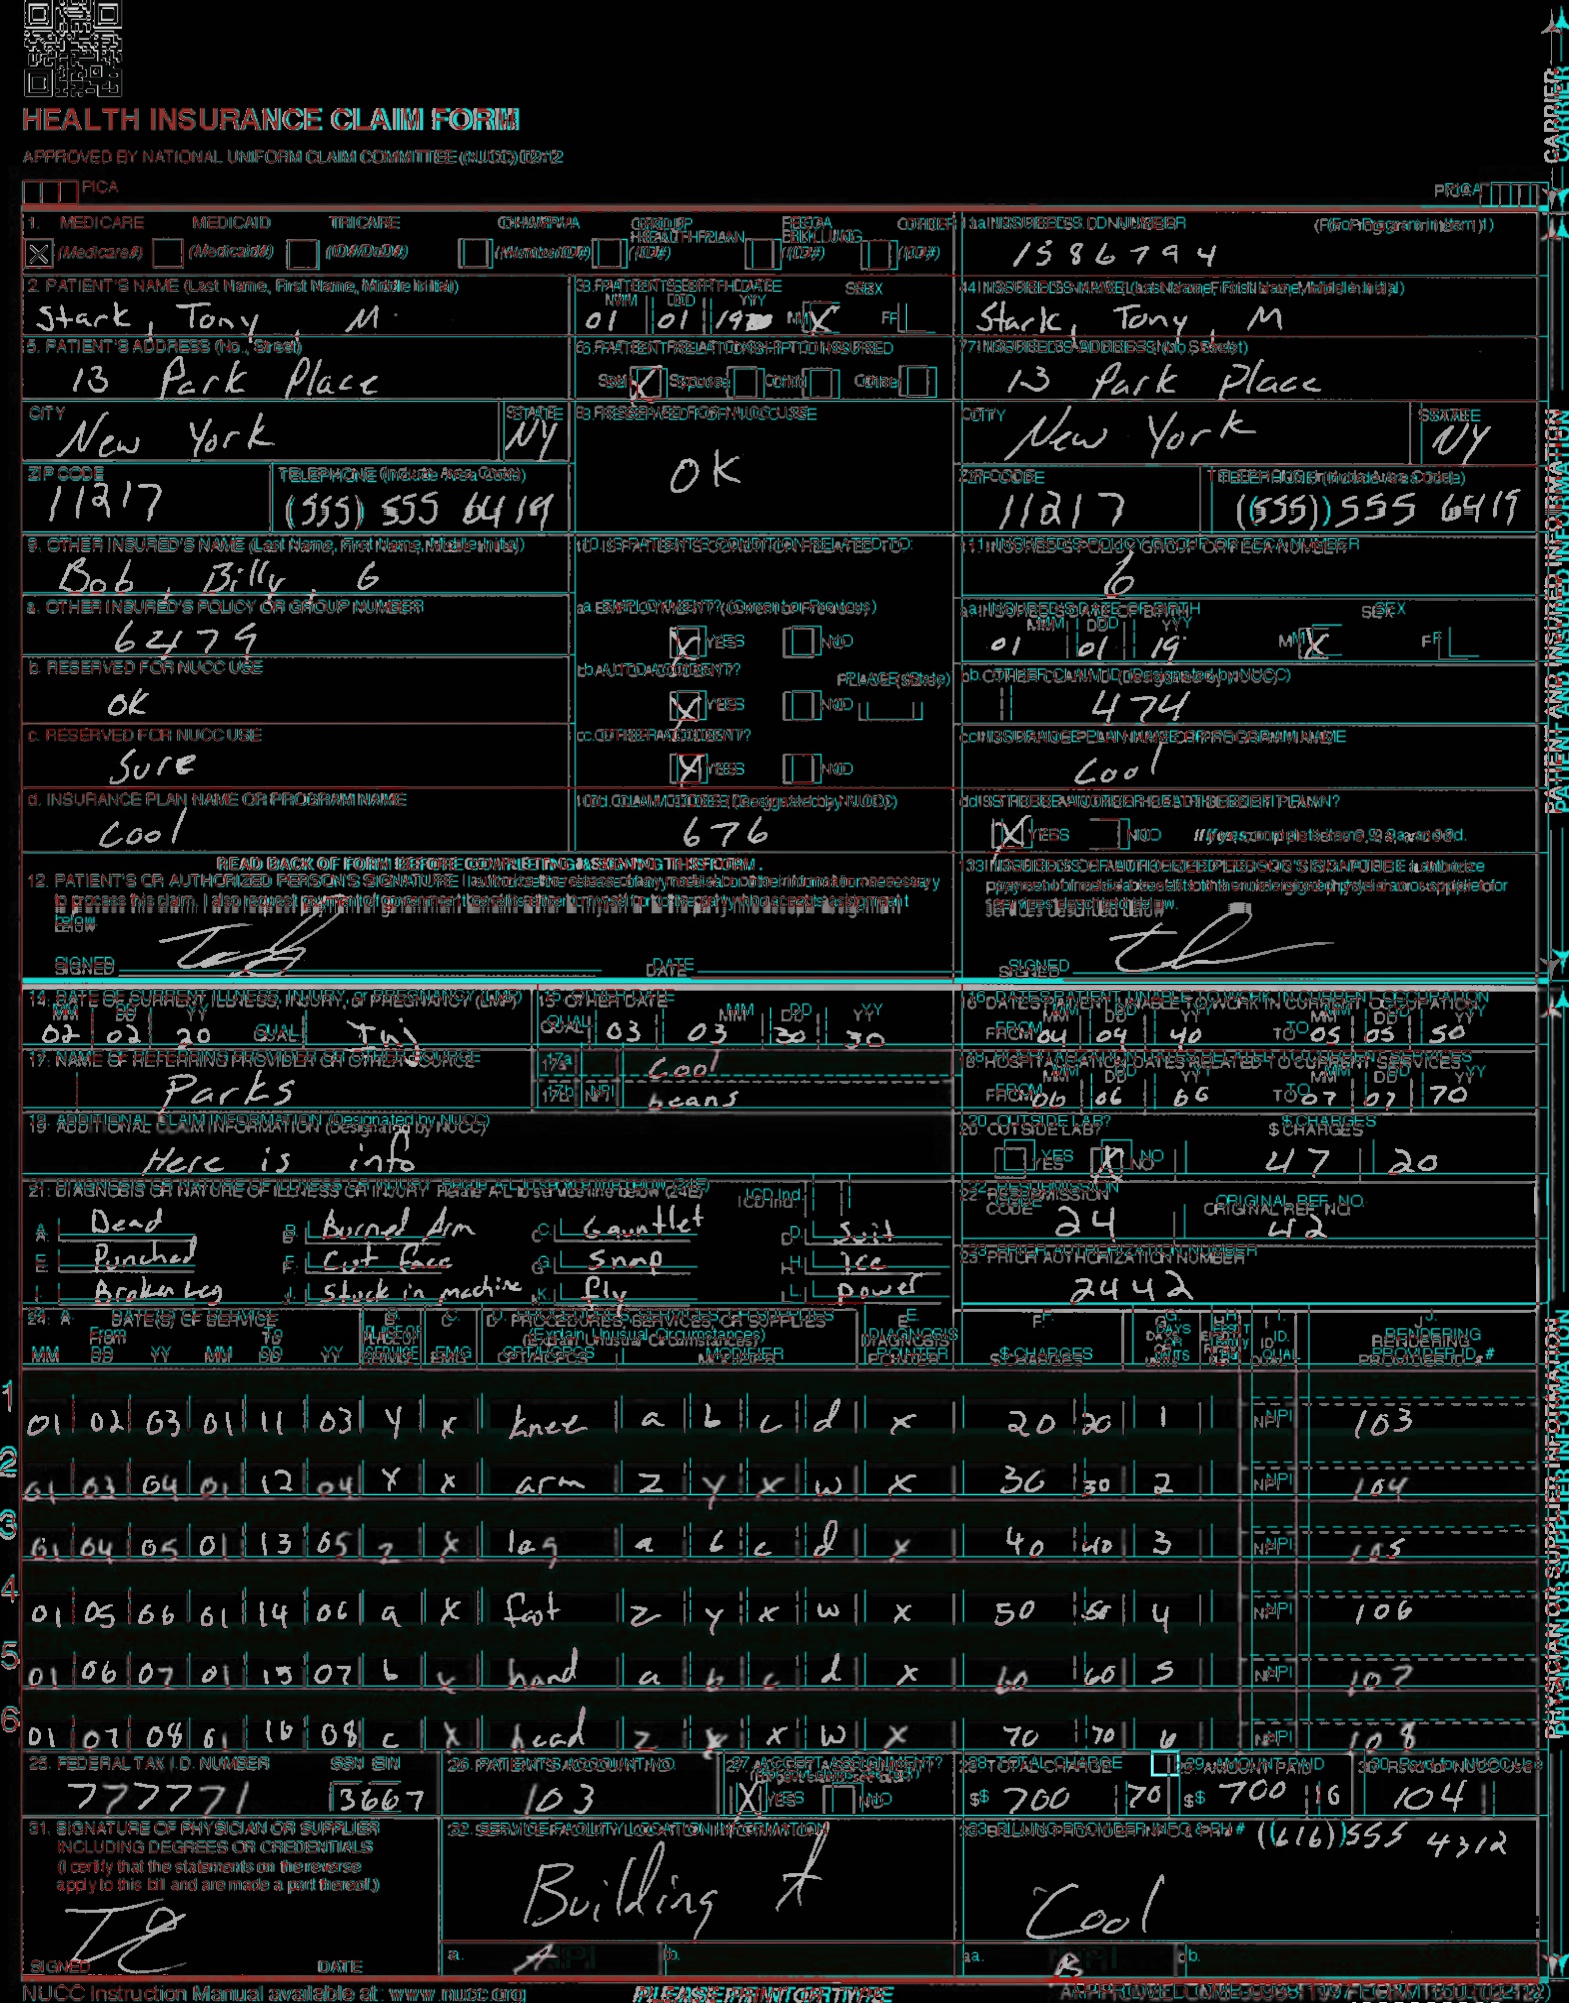 HEALTH INSURANCE CLAIM FORM
APPROVED BY NATIONAL UNIFORM CLAIM COMMITTEE (NUCC) 02/12
PICA PICA
CARRIER
1. MEDICARE MEDICAID TRICARE CHAMPVA GROUP HEALTH PLAN FECA BLK LUNG OTHER 1a. INSURED'S I.D. NUMBER (For Program in Item 1)
X (Medicare#) (Medicaid#) (ID#/DoD#) (Member ID#) (ID#) (ID#) (ID#) 1586794
2. PATIENT'S NAME (Last Name, First Name, Middle Initial) 3. PATIENT'S BIRTH DATE SEX 4. INSURED'S NAME (Last Name, First Name, Middle Initial)
MM DD YY
Stark, Tony, M 01 01 19 M X F Stark, Tony, M
5. PATIENT'S ADDRESS (No., Street) 6. PATIENT RELATIONSHIP TO INSURED 7. INSURED'S ADDRESS (No., Street)
13 Park Place Self X Spouse Child Other 13 Park Place
CITY STATE 8. RESERVED FOR NUCC USE CITY STATE
New York NY OK New York NY
ZIP CODE TELEPHONE (Include Area Code) ZIP CODE TELEPHONE (Include Area Code)
11217 (555) 555 6419 11217 (555) 555 6419
9. OTHER INSURED'S NAME (Last Name, First Name, Middle Initial) 10. IS PATIENT'S CONDITION RELATED TO: 11. INSURED'S POLICY GROUP OR FECA NUMBER
Bob, Billy, G 6
a. OTHER INSURED'S POLICY OR GROUP NUMBER a. EMPLOYMENT? (Current or Previous) a. INSURED'S DATE OF BIRTH SEX
MM DD YY
6479 X YES NO 01 01 19 M X F
b. RESERVED FOR NUCC USE b. AUTO ACCIDENT? PLACE (State) b. OTHER CLAIM ID (Designated by NUCC)
OK X YES NO 474
c. RESERVED FOR NUCC USE c. OTHER ACCIDENT? c. INSURANCE PLAN NAME OR PROGRAM NAME
Sure X YES NO Cool
d. INSURANCE PLAN NAME OR PROGRAM NAME 10d. CLAIM CODES (Designated by NUCC) d. IS THERE ANOTHER HEALTH BENEFIT PLAN?
Cool 676 X YES NO If yes, complete items 9, 9a, and 9d.
READ BACK OF FORM BEFORE COMPLETING & SIGNING THIS FORM.
12. PATIENT'S OR AUTHORIZED PERSON'S SIGNATURE I authorize the release of any medical or other information necessary
to process this claim. I also request payment of government benefits either to myself or to the party who accepts assignment
below.
13. INSURED'S OR AUTHORIZED PERSON'S SIGNATURE I authorize
payment of medical benefits to the undersigned physician or supplier for
services described below.
SIGNED DATE SIGNED
PATIENT AND INSURED INFORMATION
14. DATE OF CURRENT ILLNESS, INJURY, or PREGNANCY (LMP) 15. OTHER DATE 16. DATES PATIENT UNABLE TO WORK IN CURRENT OCCUPATION
MM DD YY MM DD YY MM DD YY MM DD YY
02 02 20 QUAL. Inj QUAL. 03 03 30 30 FROM 04 04 40 TO 05 05 50
17. NAME OF REFERRING PROVIDER OR OTHER SOURCE 17a. Cool 18. HOSPITALIZATION DATES RELATED TO CURRENT SERVICES
MM DD YY MM DD YY
Parks 17b. NPI beans FROM 06 06 66 TO 07 07 70
19. ADDITIONAL CLAIM INFORMATION (Designated by NUCC) 20. OUTSIDE LAB? $ CHARGES
Here is info YES X NO 47 20
21. DIAGNOSIS OR NATURE OF ILLNESS OR INJURY Relate A-L to service line below (24E) ICD Ind. 22. RESUBMISSION CODE ORIGINAL REF. NO.
A. Dead B. Burned Arm C. Gauntlet D. Suit 24 42
E. Punched F. Cut face G. Snap H. Ice 23. PRIOR AUTHORIZATION NUMBER
I. Broken Leg J. Stuck in machine K. fly L. power 2442
24. A. DATE(S) OF SERVICE B. C. D. PROCEDURES, SERVICES, OR SUPPLIES E. F. G. H. I. J.
From To PLACE OF SERVICE (Explain Unusual Circumstances) DIAGNOSIS POINTER DAYS OR UNITS ID. QUAL. RENDERING PROVIDER ID. #
MM DD YY MM DD YY EMG CPT/HCPCS MODIFIER $ CHARGES
1 01 02 03 01 11 03 y x knee a b c d x 20 20 1 NPI 103
2 01 03 04 01 12 04 x x arm z y x w x 30 30 2 NPI 104
3 01 04 05 01 13 05 z x leg a b c d x 40 40 3 NPI 105
4 01 05 06 01 14 06 a x foot z y x w x 50 50 4 NPI 106
5 01 06 07 01 15 07 b x hand a b c d x 60 60 5 NPI 107
6 01 07 08 01 16 08 c x head z y x w x 70 70 6 NPI 108
25. FEDERAL TAX I.D. NUMBER SSN EIN 26. PATIENT'S ACCOUNT NO. 27. ACCEPT ASSIGNMENT? 28. TOTAL CHARGE 29. AMOUNT PAID 30. Rsvd for NUCC Use
777771 3667 103 X YES NO $ 700 70 $ 700 16 104
31. SIGNATURE OF PHYSICIAN OR SUPPLIER
INCLUDING DEGREES OR CREDENTIALS
(I certify that the statements on the reverse
apply to this bill and are made a part thereof.)
SIGNED DATE
32. SERVICE FACILITY LOCATION INFORMATION
Building
a. A b.
33. BILLING PROVIDER INFO & PH # (616) 555 4312
Cool
a. B b.
PHYSICIAN OR SUPPLIER INFORMATION
NUCC Instruction Manual available at: www.nucc.org PLEASE PRINT OR TYPE